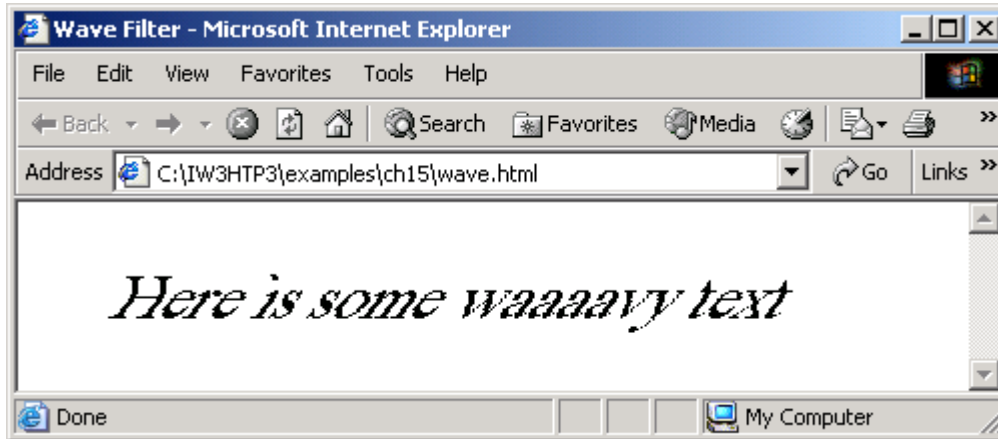 Wave Filter - Microsoft Internet Explorer
File Edit View Favorites Tools Help
Back Search Favorites Media
Address C:\IW3HTP3\examples\ch15\wave.html Go Links
Here is some waaaavy text
Done My Computer